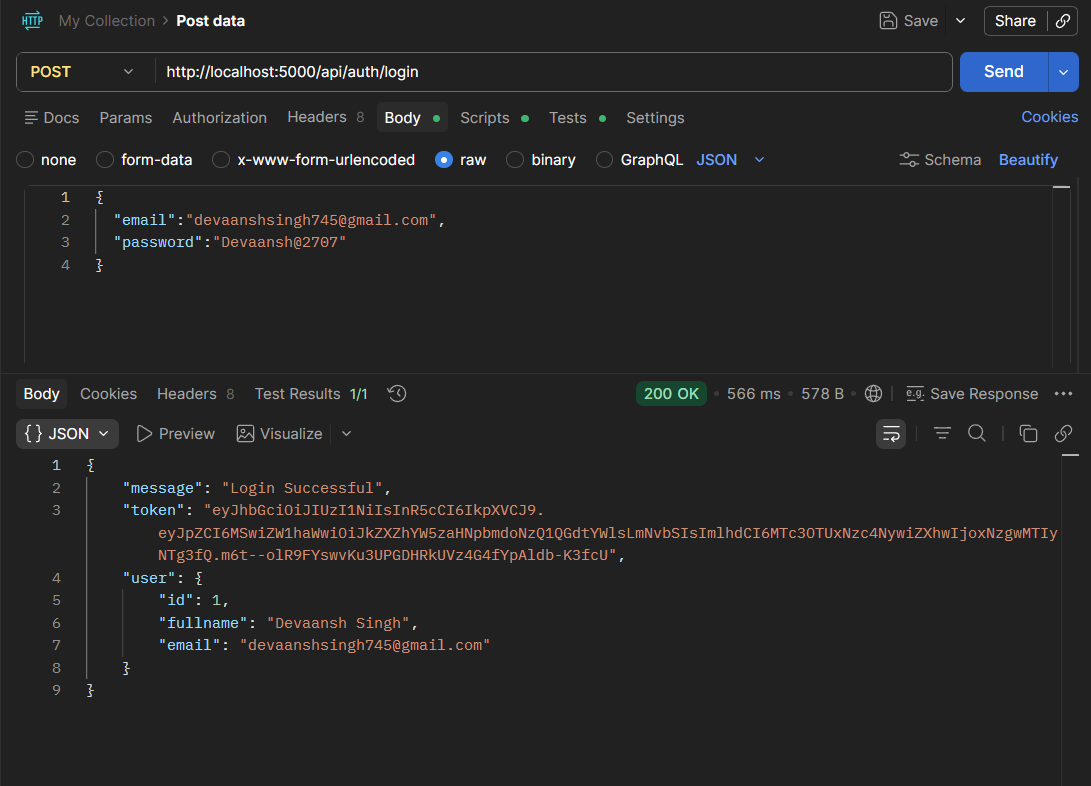 HTTP My Collection > Post data Save Share
POST http://localhost:5000/api/auth/login Send
Docs Params Authorization Headers 8 Body Scripts Tests Settings Cookies
none form-data x-www-form-urlencoded raw binary GraphQL JSON Schema Beautify
1 {
2 "email":"devaanshsingh745@gmail.com",
3 "password":"Devaansh@2707"
4 }
Body Cookies Headers 8 Test Results 1/1 200 OK • 566 ms • 578 B • e.g. Save Response
{} JSON Preview Visualize
1 {
2 "message": "Login Successful",
3 "token": "eyJhbGciOiJIUzI1NiIsInR5cCI6IkpXVCJ9.
eyJpZCI6MSwiZW1haWwiOiJkZXZhYW5zaHNpbmdoNzQ1QGdtYWlsLmNvbSIsImlhdCI6MTc3OTUxNzc4NywiZXhwIjoxNzgwMTIy
NTg3fQ.m6t--olR9FYswvKu3UPGDHRkUVz4G4fYpAldb-K3fcU",
4 "user": {
5 "id": 1,
6 "fullname": "Devaansh Singh",
7 "email": "devaanshsingh745@gmail.com"
8 }
9 }